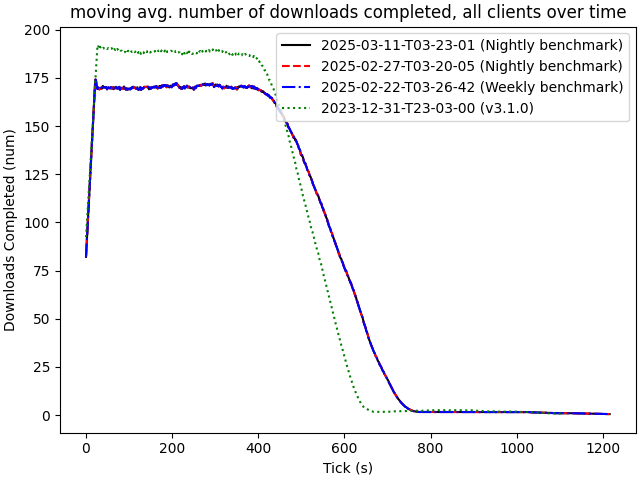 moving avg. number of downloads completed, all clients over time
200
175
150
125
100
75
50
25
0
Downloads Completed (num)
2025-03-11-T03-23-01 (Nightly benchmark)
2025-02-27-T03-20-05 (Nightly benchmark)
2025-02-22-T03-26-42 (Weekly benchmark)
2023-12-31-T23-03-00 (v3.1.0)
0 200 400 600 800 1000 1200
Tick (s)